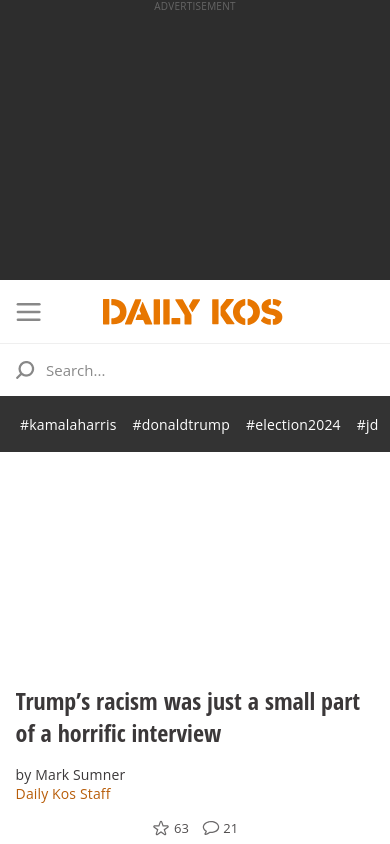 ADVERTISEMENT
DAILY KOS
Search...
#kamalaharris #donaldtrump #election2024 #jd
Trump’s racism was just a small part
of a horrific interview
by Mark Sumner
Daily Kos Staff
63 21